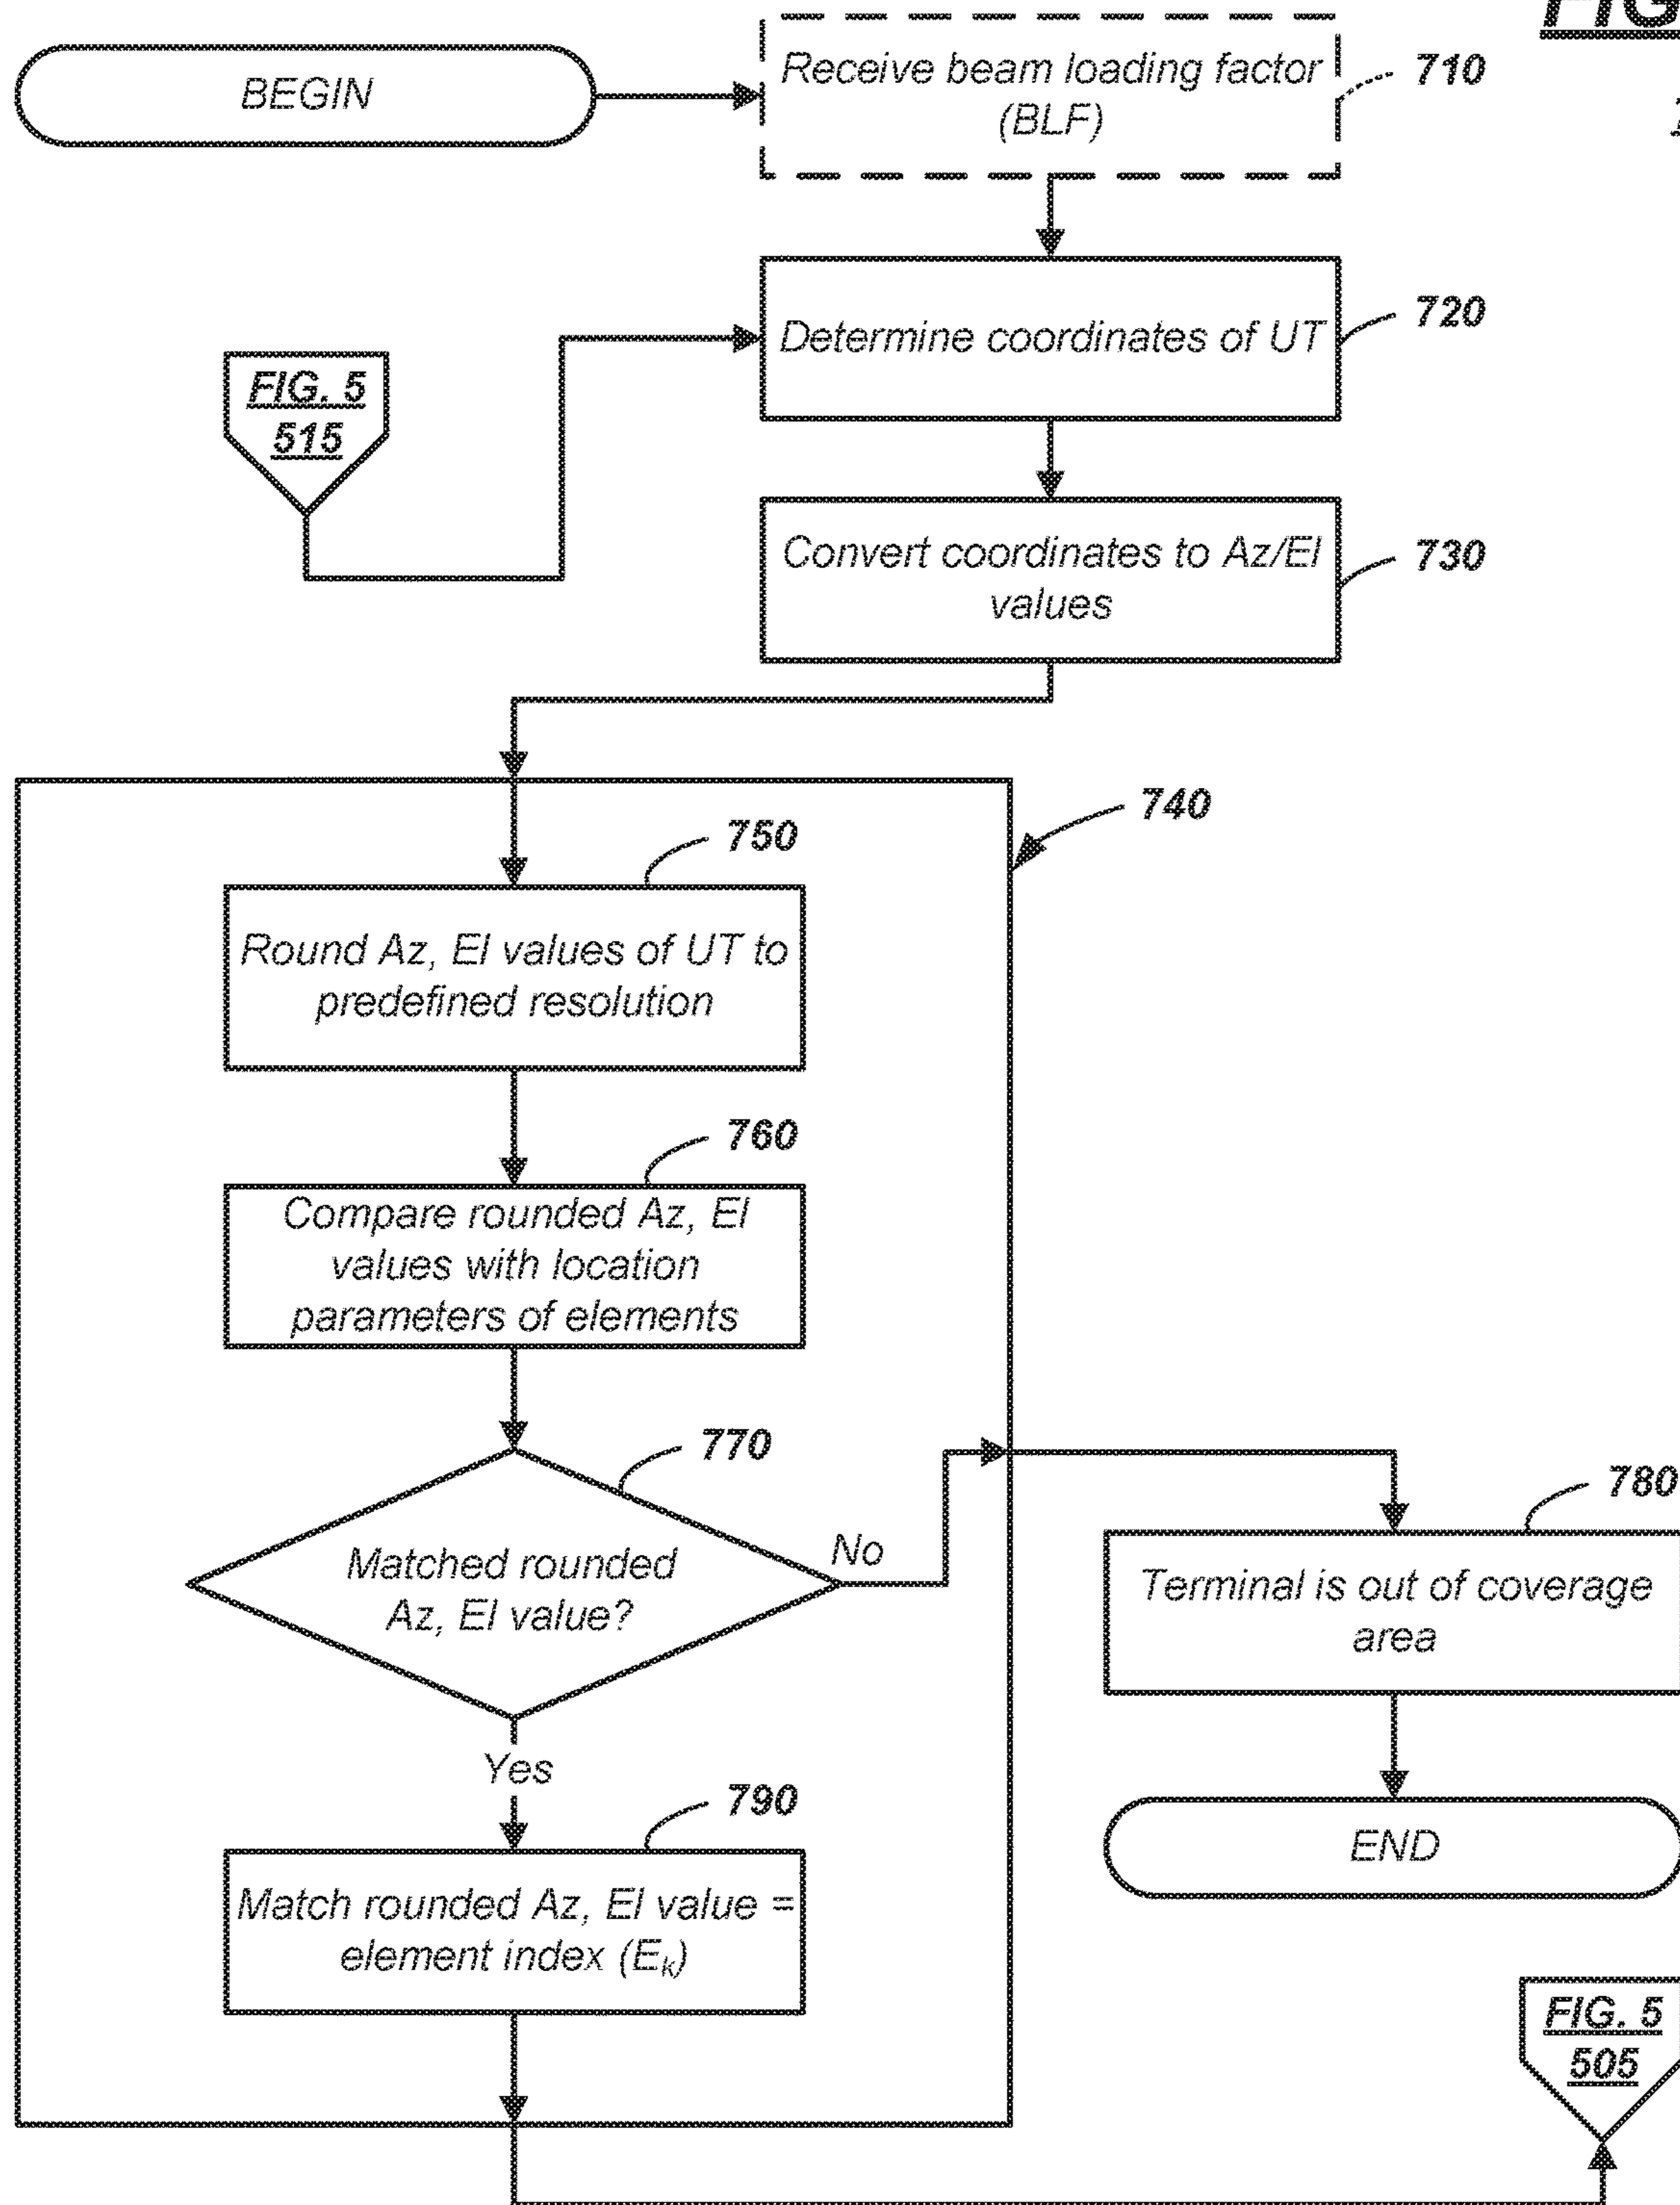 FIG
BEGIN
Receive beam loading factor
(BLF)
710
Determine coordinates of UT
720
FIG. 5
515
Convert coordinates to Az/El
values
730
740
750
Round Az, El values of UT to
predefined resolution
760
Compare rounded Az, El
values with location
parameters of elements
770
Matched rounded
Az, El value?
No
780
Terminal is out of coverage
area
Yes
790
END
Match rounded Az, El value =
element index (Eₖ)
FIG. 5
505